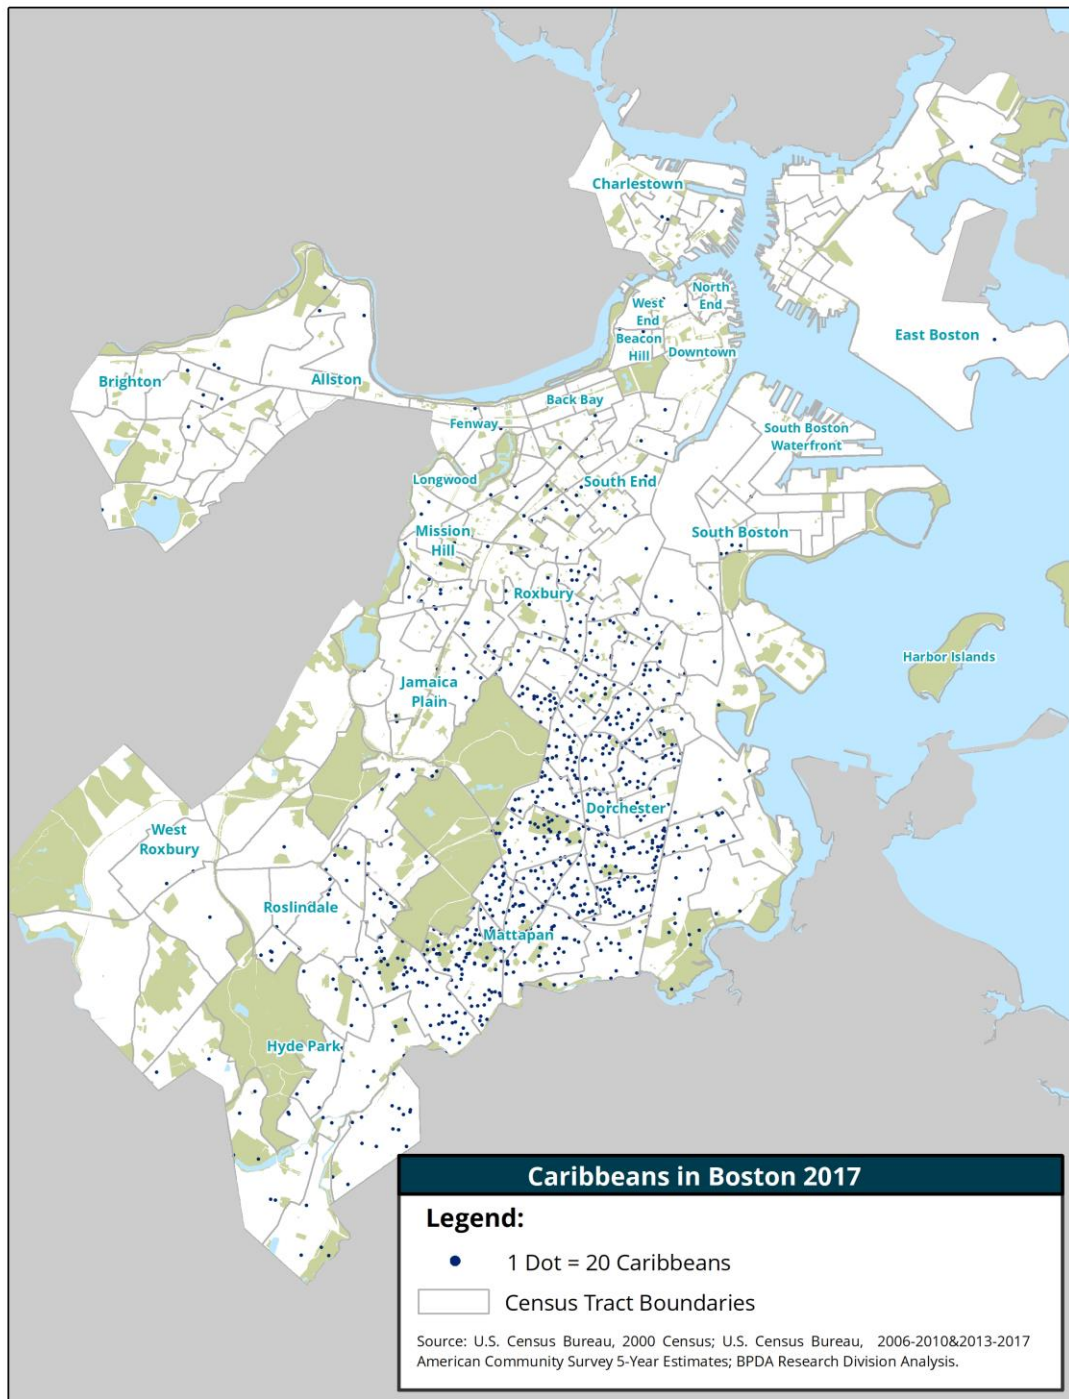 Charlestown
North
End
West
End
Beacon
Hill
Downtown
East Boston
Brighton
Allston
Back Bay
Fenway
South Boston
Waterfront
Longwood
South End
Mission
Hill
South Boston
Roxbury
Harbor Islands
Jamaica
Plain
Dorchester
West
Roxbury
Roslindale
Mattapan
Hyde Park
Caribbeans in Boston 2017
Legend:
1 Dot = 20 Caribbeans
Census Tract Boundaries
Source: U.S. Census Bureau, 2000 Census; U.S. Census Bureau, 2006-2010&2013-2017
American Community Survey 5-Year Estimates; BPDA Research Division Analysis.